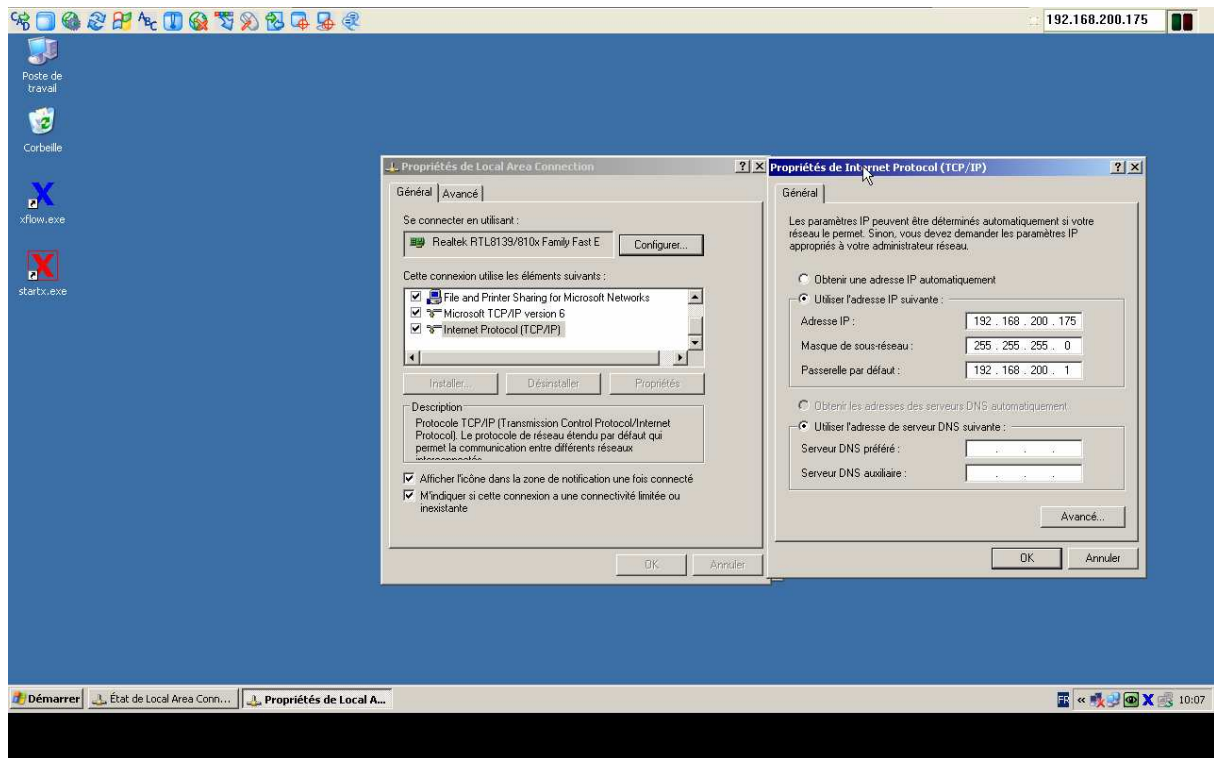 192.168.200.175
Poste de
travail
Corbeille
xflow.exe
startx.exe
Propriétés de Local Area Connection
Général
Avancé
Se connecter en utilisant :
Realtek RTL8139/810x Family Fast E
Configurer...
Cette connexion utilise les éléments suivants :
File and Printer Sharing for Microsoft Networks
Microsoft TCP/IP version 6
Internet Protocol (TCP/IP)
Installer...
Désinstaller
Propriétés
Description
Protocole TCP/IP (Transmission Control Protocol/Internet
Protocol). Le protocole de réseau étendu par défaut qui
permet la communication entre différents réseaux
Afficher l'icône dans la zone de notification une fois connecté
M'indiquer si cette connexion a une connectivité limitée ou
inexistante
OK
Annuler
Propriétés de Internet Protocol (TCP/IP)
Général
Les paramètres IP peuvent être déterminés automatiquement si votre
réseau le permet. Sinon, vous devez demander les paramètres IP
appropriés à votre administrateur réseau.
Obtenir une adresse IP automatiquement
Utiliser l'adresse IP suivante :
Adresse IP : 192 . 168 . 200 . 175
Masque de sous-réseau : 255 . 255 . 255 . 0
Passerelle par défaut : 192 . 168 . 200 . 1
Obtenir les adresses des serveurs DNS automatiquement
Utiliser l'adresse de serveur DNS suivante :
Serveur DNS préféré : . . .
Serveur DNS auxiliaire : . . .
Avancé...
OK
Annuler
Démarrer
État de Local Area Conn...
Propriétés de Local A...
FR
«
10:07